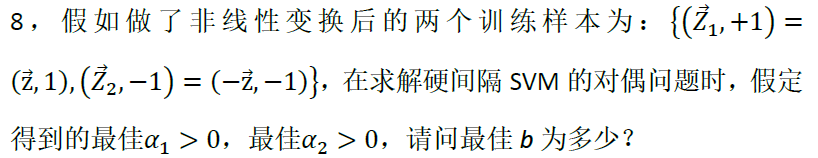 8，假如做了非线性变换后的两个训练样本为：{(Z⃗₁,+1) =
(z⃗, 1), (Z⃗₂, −1) = (−z⃗, −1)}，在求解硬间隔 SVM 的对偶问题时，假定
得到的最佳α₁ > 0，最佳α₂ > 0，请问最佳 b 为多少？